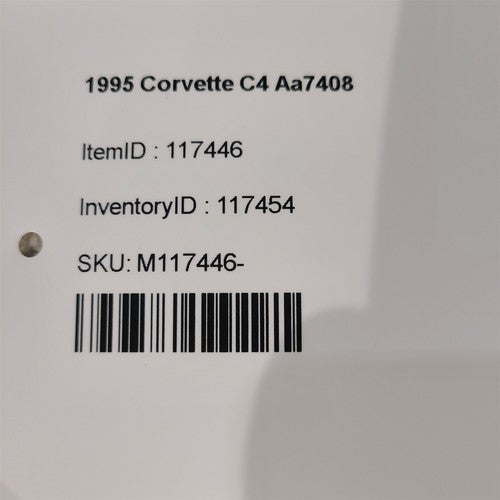 1995 Corvette C4 Aa7408
ItemID : 117446
InventoryID : 117454
SKU: M117446-